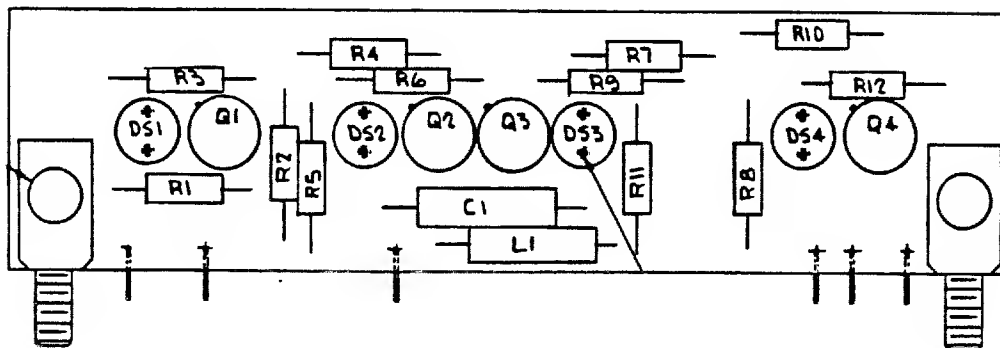 R10
R4
R7
R3
R6
R9
R12
DS1
Q1
DS2
Q2
Q3
DS3
DS4
Q4
R2
R5
R11
R8
R1
C1
L1